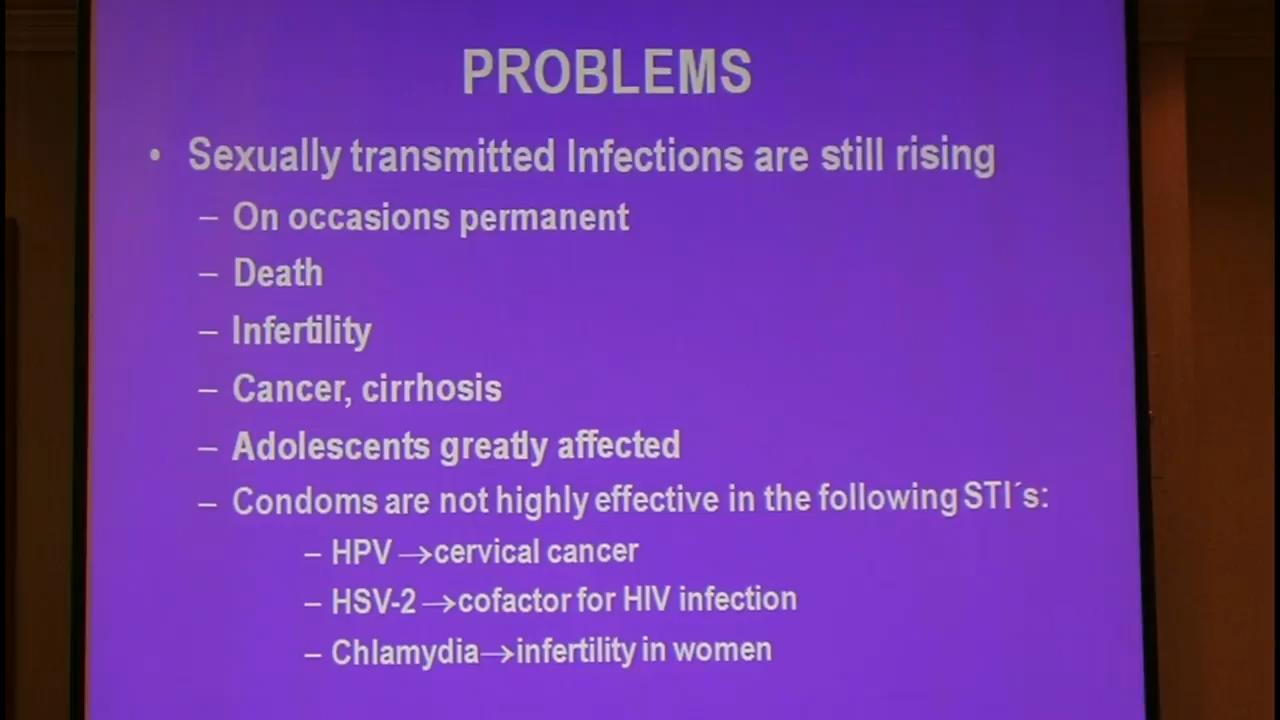 PROBLEMS
• Sexually transmitted Infections are still rising
– On occasions permanent
– Death
– Infertility
– Cancer, cirrhosis
– Adolescents greatly affected
– Condoms are not highly effective in the following STI´s:
– HPV →cervical cancer
– HSV-2 →cofactor for HIV infection
– Chlamydia→infertility in women